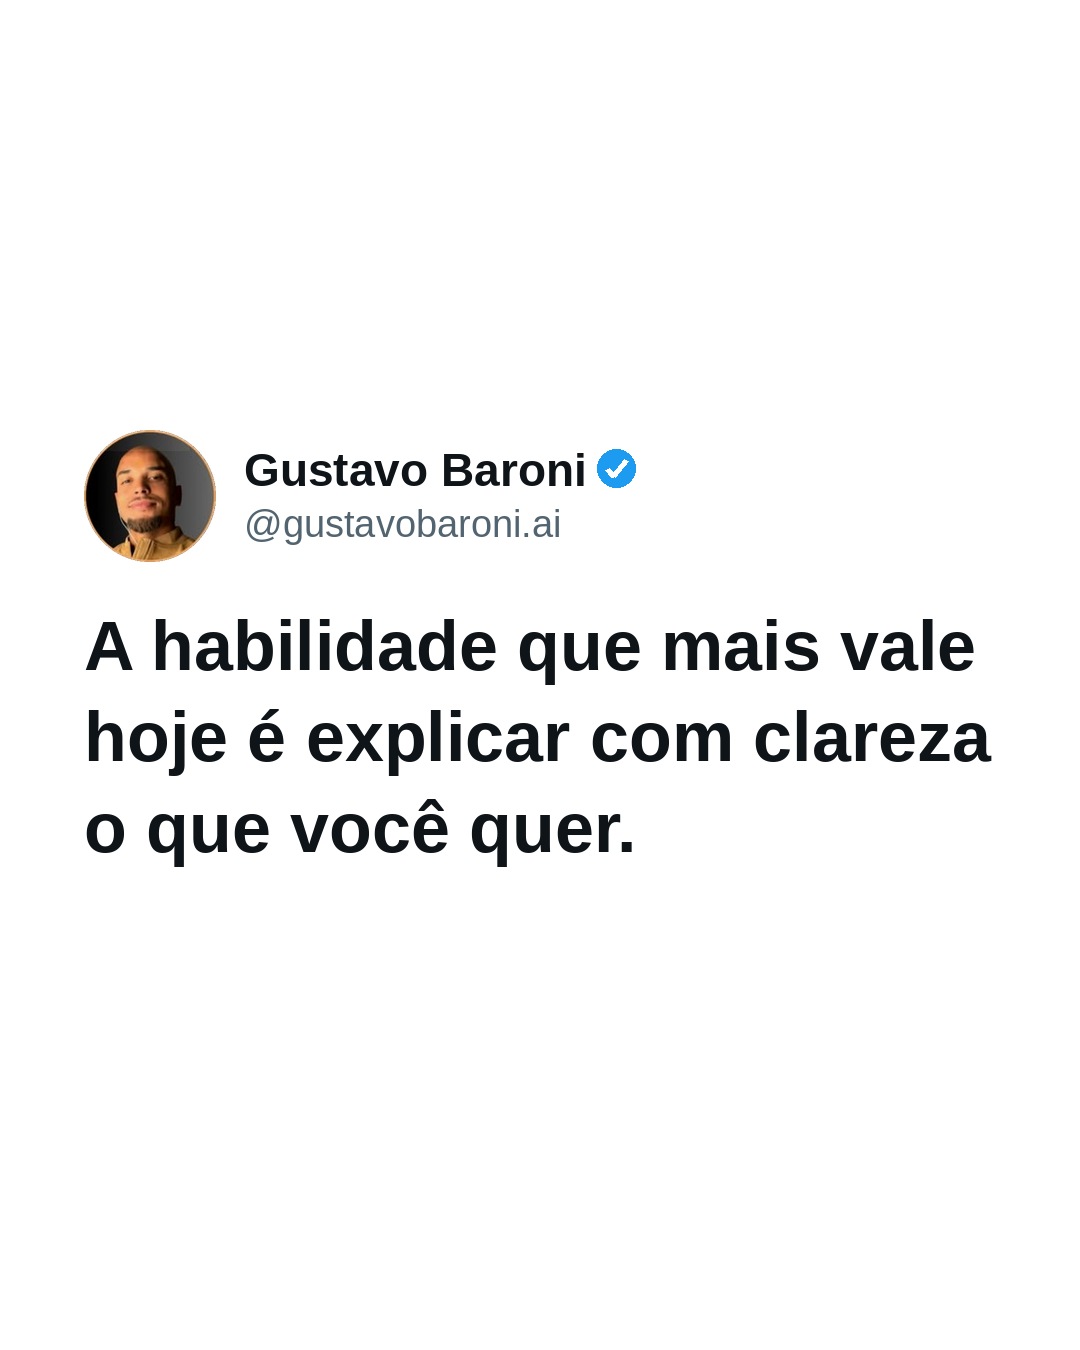 Gustavo Baroni
@gustavobaroni.ai
A habilidade que mais vale
hoje é explicar com clareza
o que você quer.